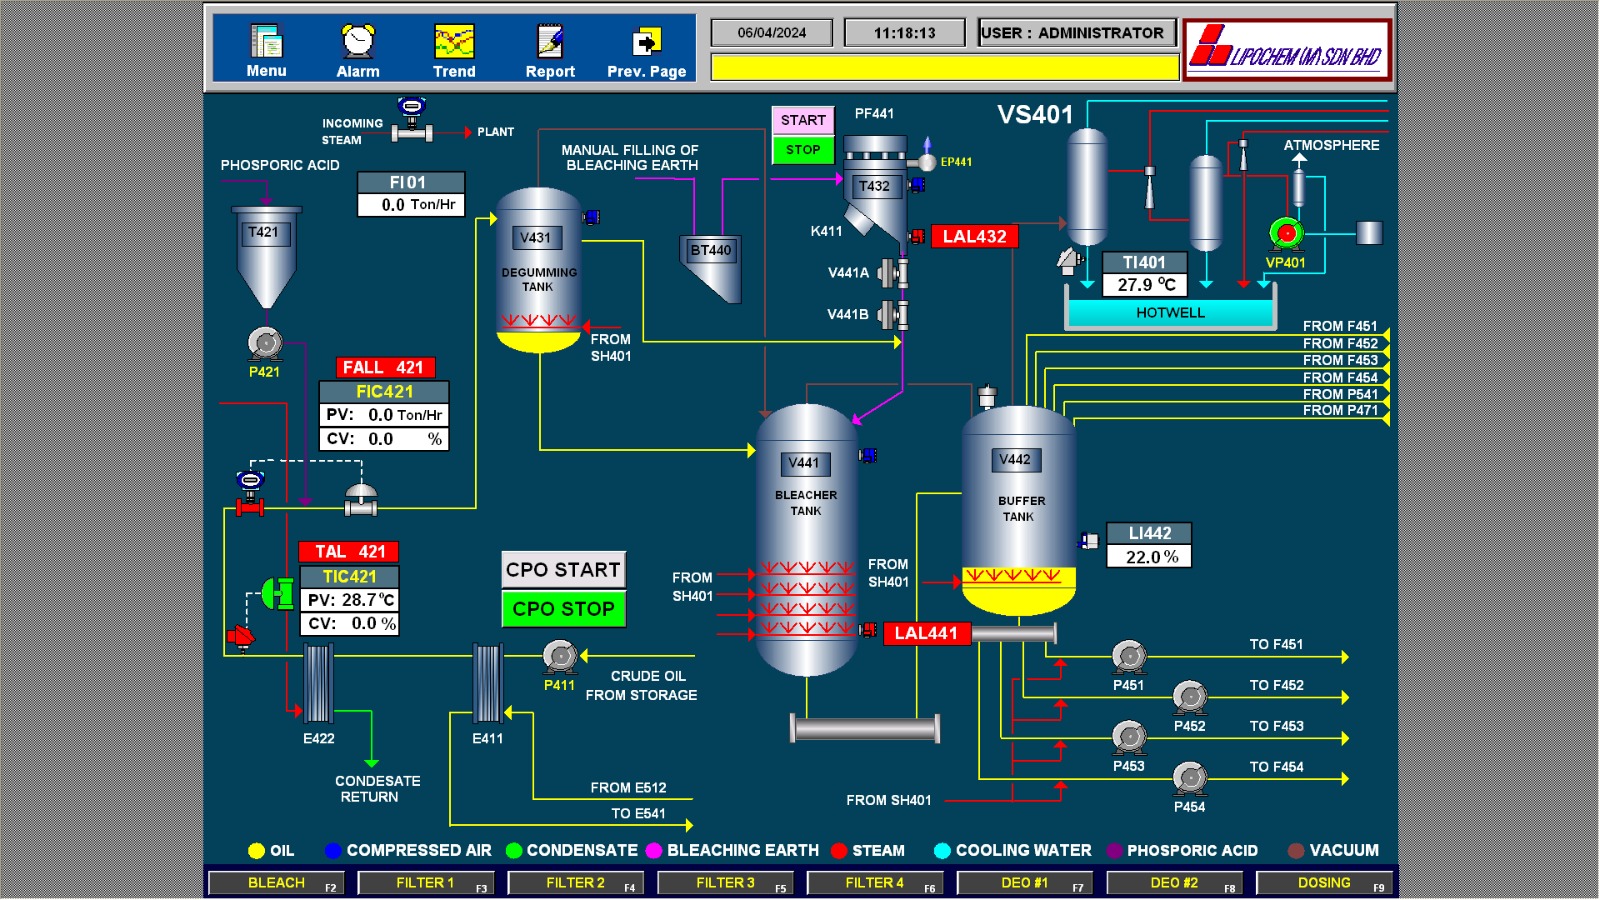 Menu
Alarm
Trend
Report
Prev. Page
06/04/2024
11:18:13
USER : ADMINISTRATOR
LIPOCHEM (M) SDN BHD
INCOMING
STEAM
PLANT
PHOSPORIC ACID
FI01
0.0 Ton/Hr
T421
P421
MANUAL FILLING OF
BLEACHING EARTH
START
STOP
PF441
T432
EP441
K411
LAL432
V441A
V441B
BT440
V431
DEGUMMING
TANK
FROM
SH401
VS401
ATMOSPHERE
TI401
27.9 °C
VP401
HOTWELL
FROM F451
FROM F452
FROM F453
FROM F454
FROM P541
FROM P471
FALL 421
FIC421
PV: 0.0 Ton/Hr
CV: 0.0 %
TAL 421
TIC421
PV: 28.7 °C
CV: 0.0 %
CPO START
CPO STOP
V441
BLEACHER
TANK
FROM
SH401
LAL441
V442
BUFFER
TANK
FROM
SH401
LI442
22.0 %
E422
CONDESATE
RETURN
E411
P411
CRUDE OIL
FROM STORAGE
FROM E512
TO E541
P451
TO F451
P452
TO F452
P453
TO F453
P454
TO F454
FROM SH401
OIL
COMPRESSED AIR
CONDENSATE
BLEACHING EARTH
STEAM
COOLING WATER
PHOSPORIC ACID
VACUUM
BLEACH F2
FILTER 1 F3
FILTER 2 F4
FILTER 3 F5
FILTER 4 F6
DEO #1 F7
DEO #2 F8
DOSING F9